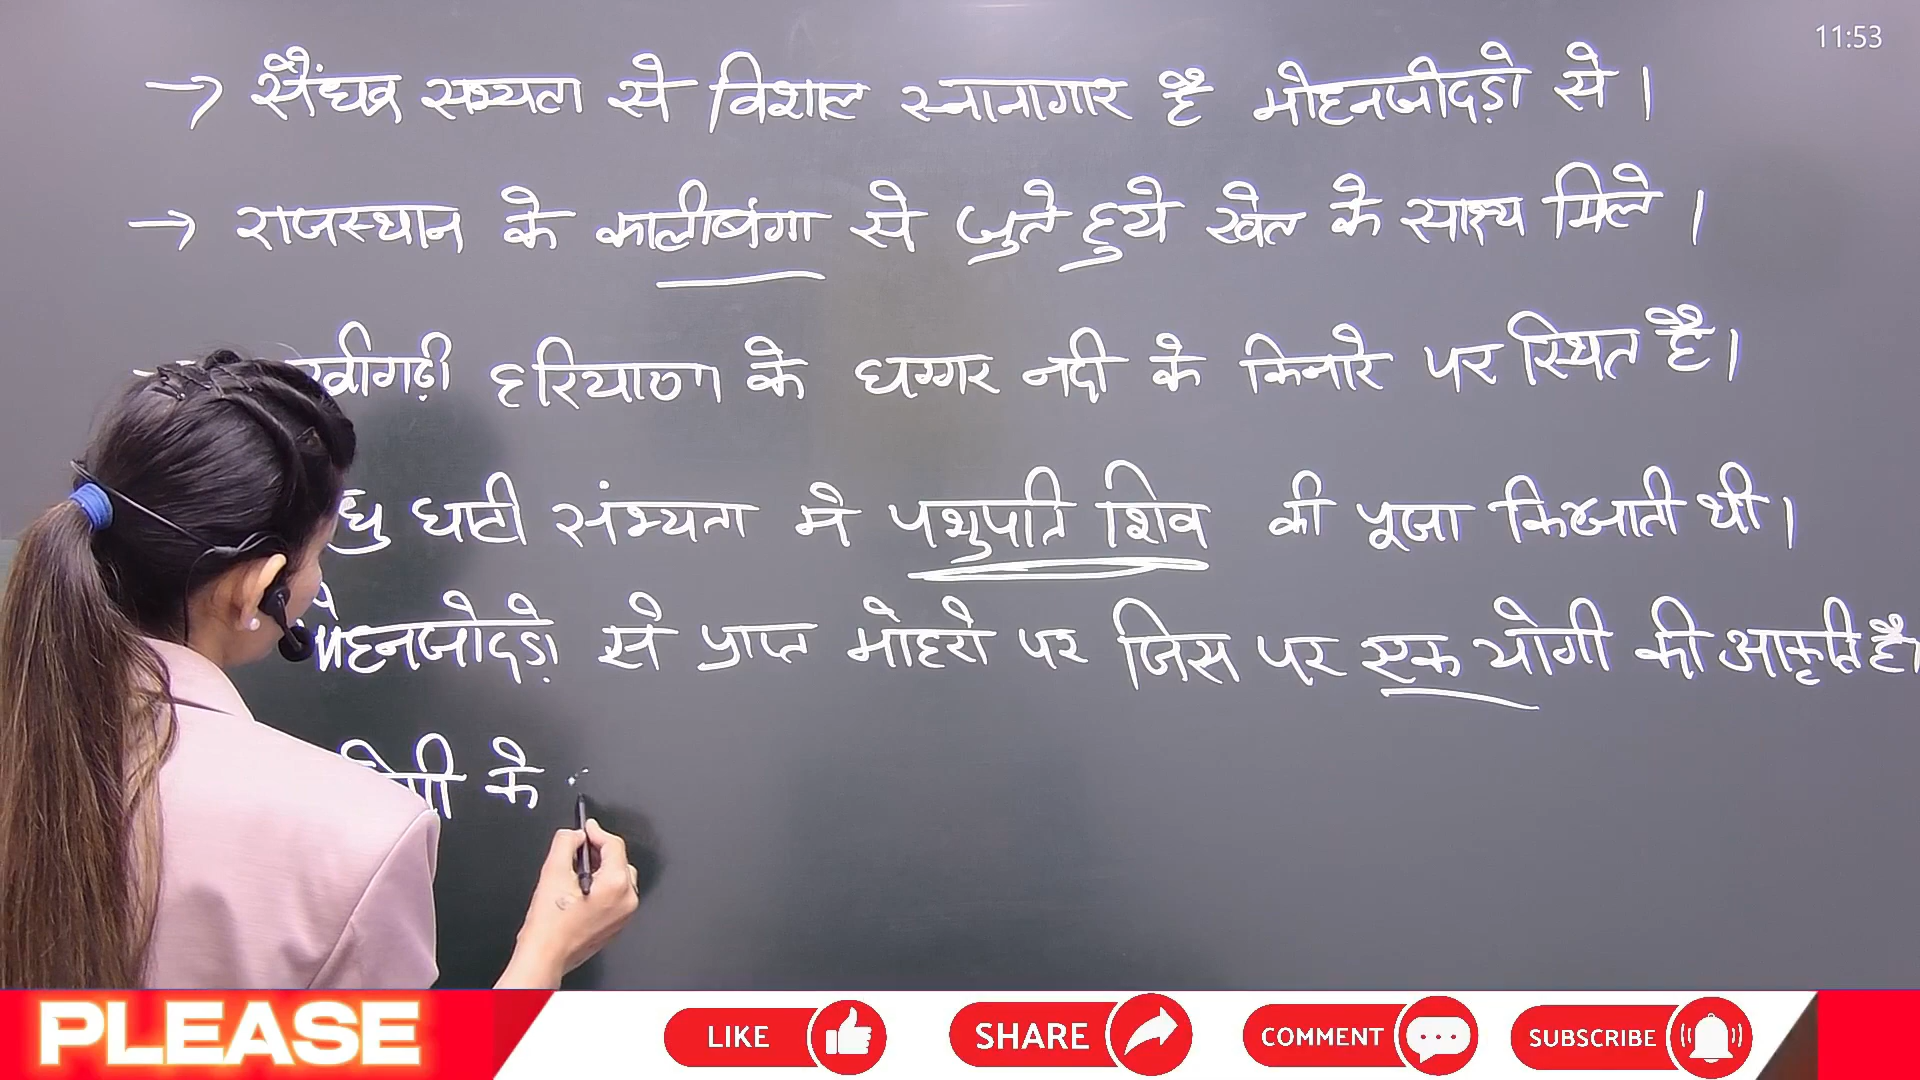 11:53
→ सैंधव सभ्यता से विशाल स्नानागार है मोहनजोदड़ो से।
→ राजस्थान के कालीबंगा से जुते हुये खेत के साक्ष्य मिले।
खीगढ़ी हरियाणा के घग्गर नदी के किनारे पर स्थित है।
धु घाटी संभ्यता मे पशुपति शिव की पूजा कि जाती थी।
मोहनजोदड़ो से प्राप्त मोहरो पर जिस पर एक योगी की आकृति है।
योगी के
PLEASE LIKE SHARE COMMENT SUBSCRIBE